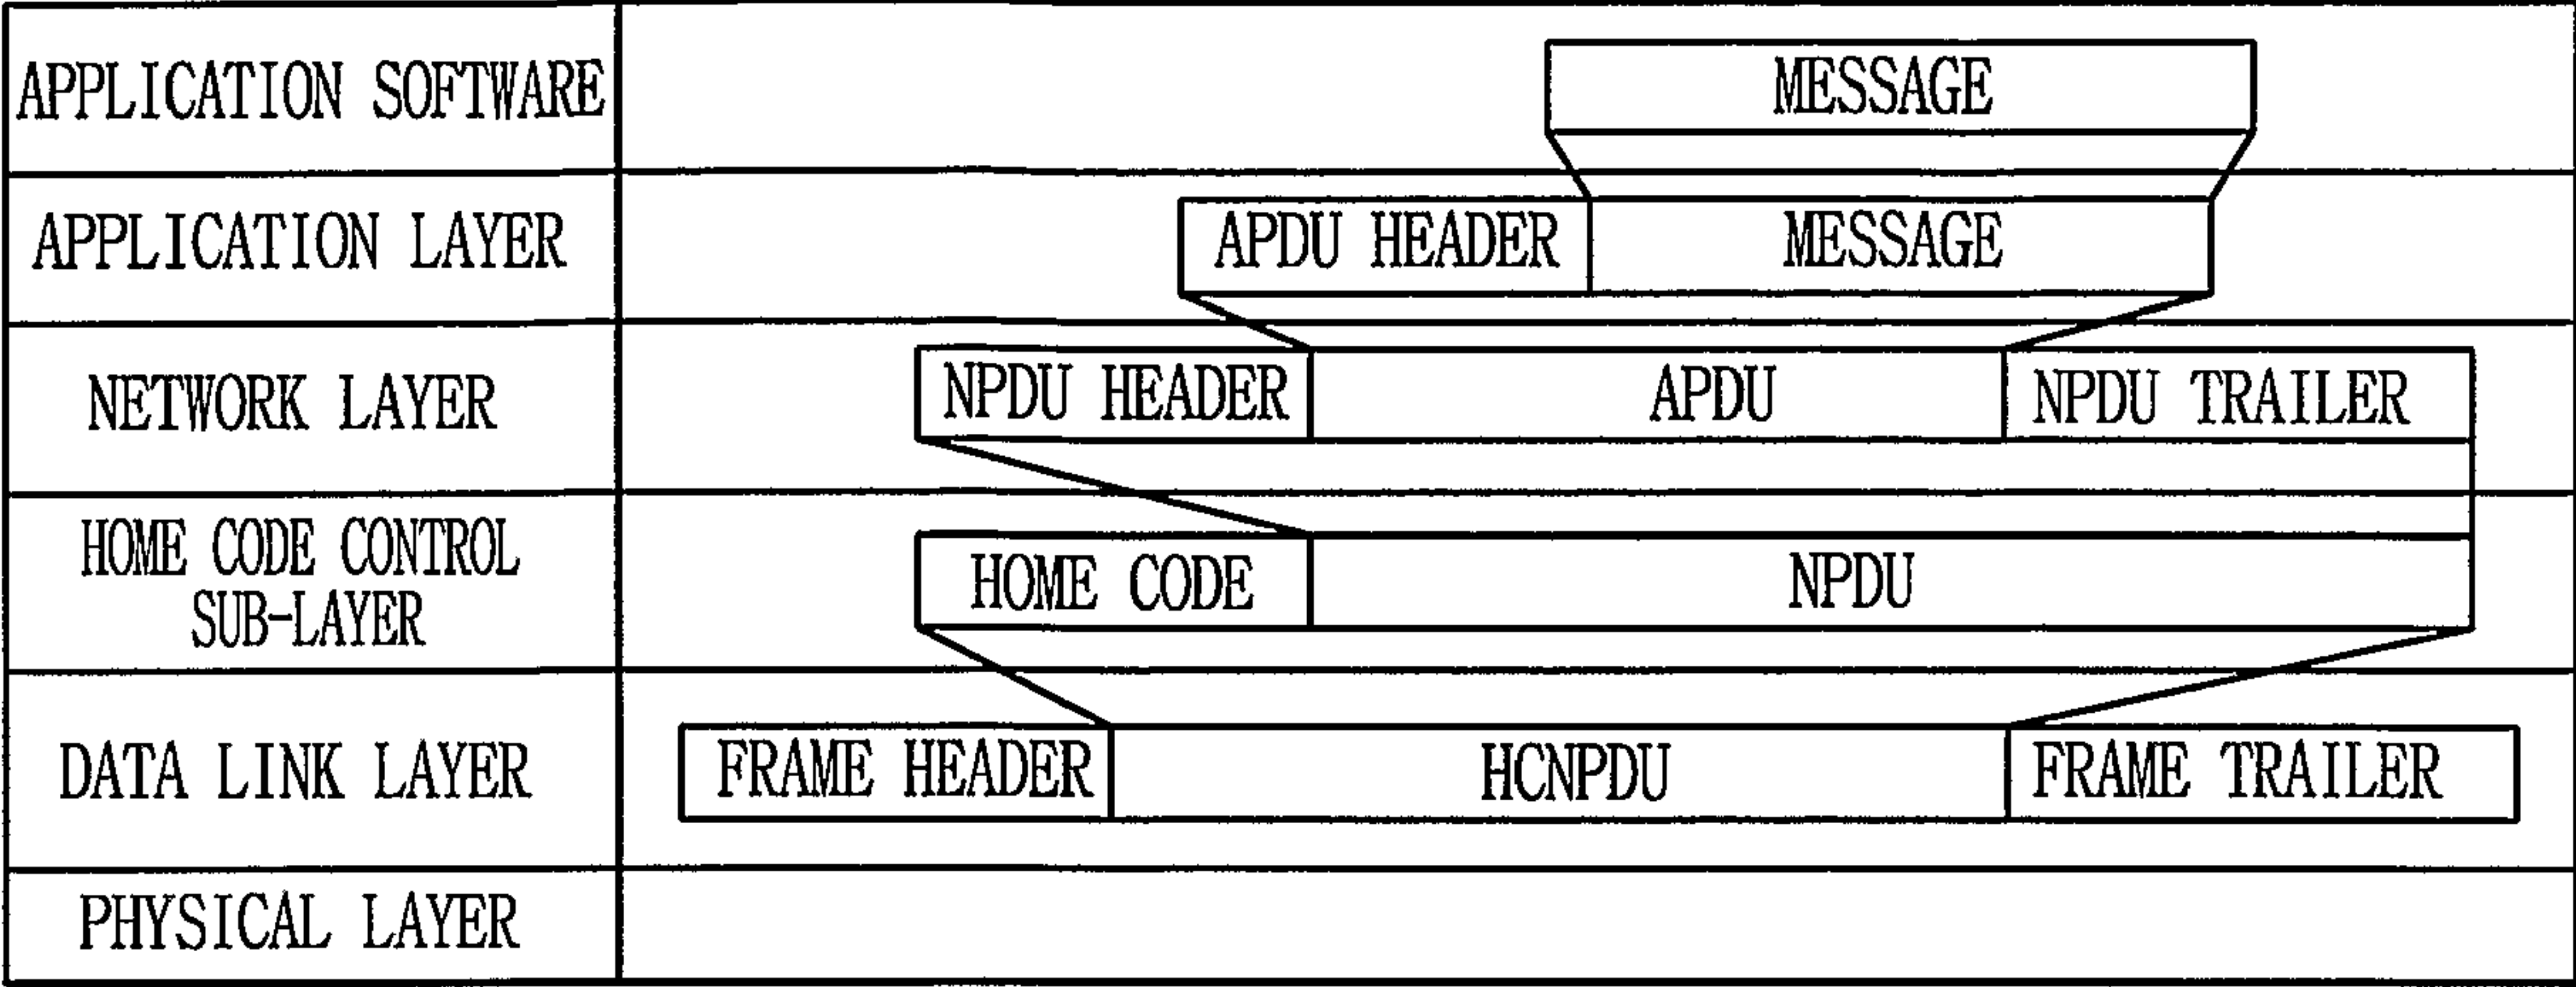 APPLICATION SOFTWARE
MESSAGE
APPLICATION LAYER
APDU HEADER
MESSAGE
NETWORK LAYER
NPDU HEADER
APDU
NPDU TRAILER
HOME CODE CONTROL
SUB-LAYER
HOME CODE
NPDU
DATA LINK LAYER
FRAME HEADER
HCNPDU
FRAME TRAILER
PHYSICAL LAYER